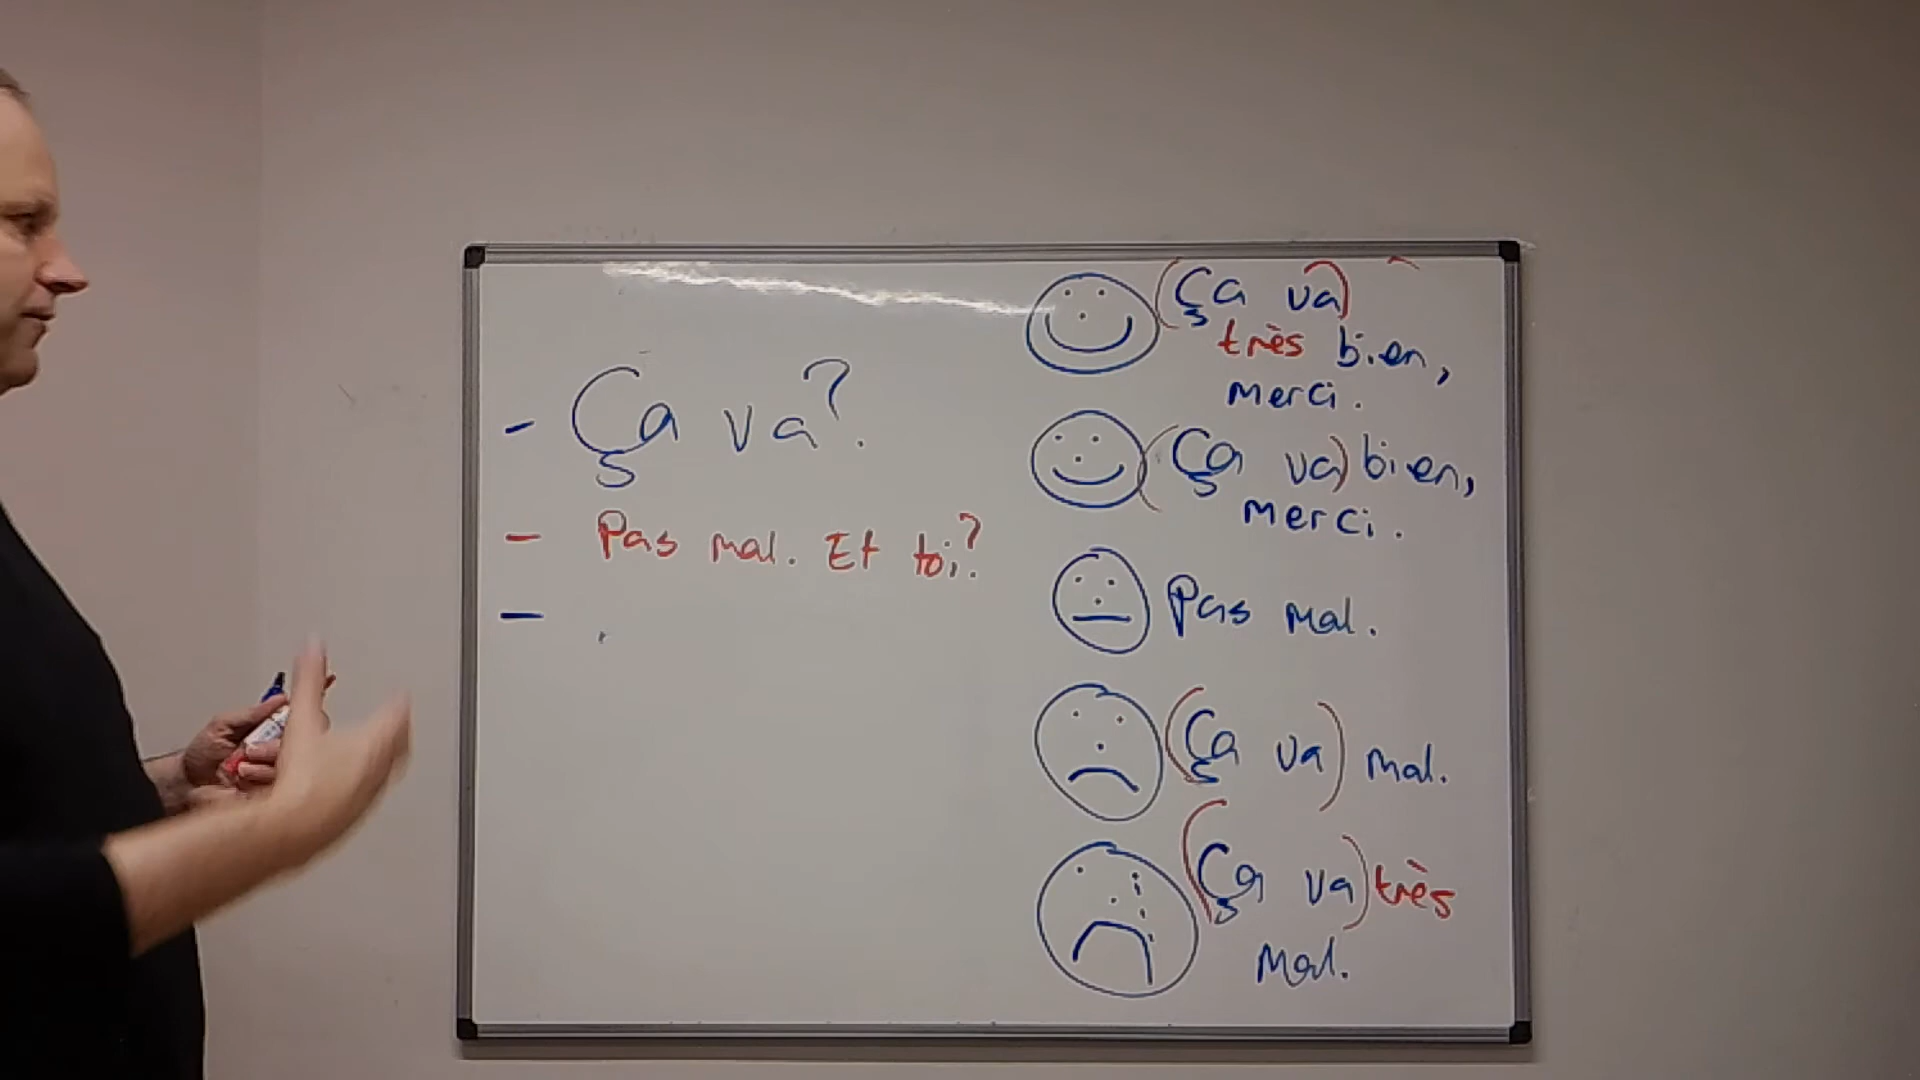 - Ça va?
- Pas mal. Et toi?
-
(Ça va)
très bien,
merci.
(Ça va) bien,
merci.
Pas mal.
(Ça va) mal.
(Ça va) très
mal.